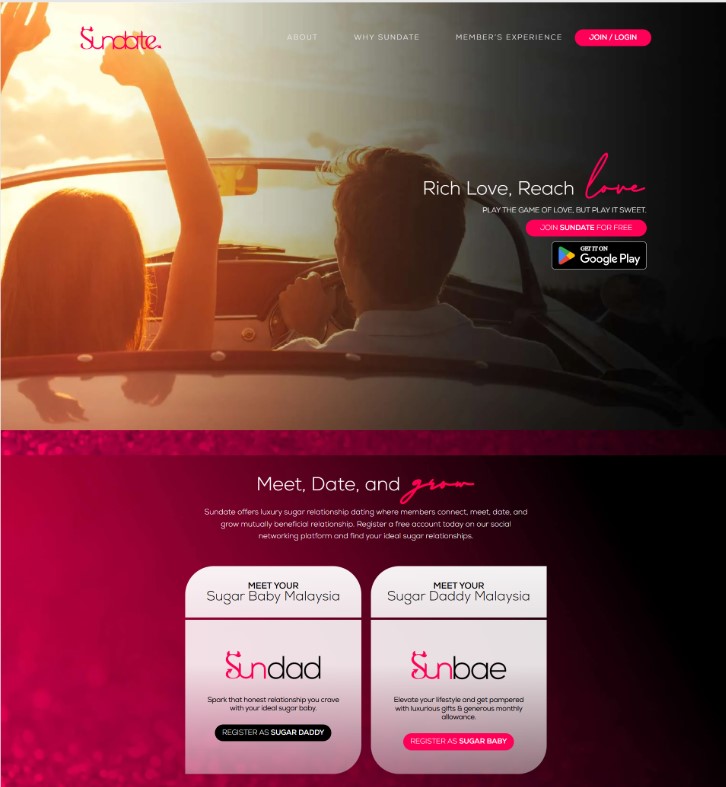 Sundate.
ABOUT
WHY SUNDATE
MEMBER'S EXPERIENCE
JOIN / LOGIN
Rich Love, Reach love
PLAY THE GAME OF LOVE, BUT PLAY IT SWEET.
JOIN SUNDATE FOR FREE
GET IT ON
Google Play
Meet, Date, and grow
Sundate offers luxury sugar relationship dating where members connect, meet, date, and
grow mutually beneficial relationship. Register a free account today on our social
networking platform and find your ideal sugar relationships.
MEET YOUR
Sugar Baby Malaysia
Sundad
Spark that honest relationship you crave
with your ideal sugar baby.
REGISTER AS SUGAR DADDY
MEET YOUR
Sugar Daddy Malaysia
Sunbae
Elevate your lifestyle and get pampered
with luxurious gifts & generous monthly
allowance.
REGISTER AS SUGAR BABY